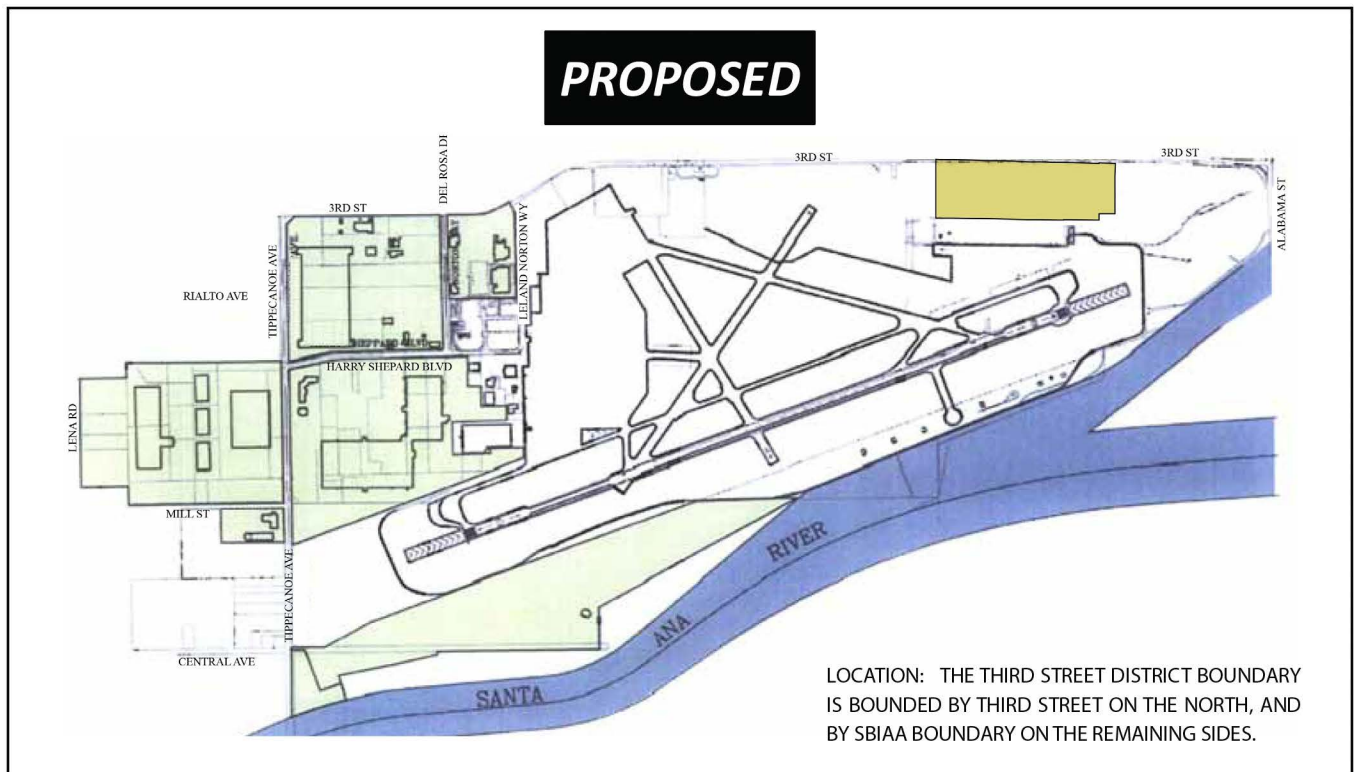 PROPOSED
3RD ST
3RD ST
DEL ROSA DI
ALABAMA ST
3RD ST
LELAND NORTON WY
TIPPECANOE AVE
AVE
RIALTO AVE
HARRY SHEPARD BLVD
LENA RD
MILL ST
TIPPECANOE AVE
CENTRAL AVE
SANTA
ANA
RIVER
LOCATION: THE THIRD STREET DISTRICT BOUNDARY
IS BOUNDED BY THIRD STREET ON THE NORTH, AND
BY SBIAA BOUNDARY ON THE REMAINING SIDES.